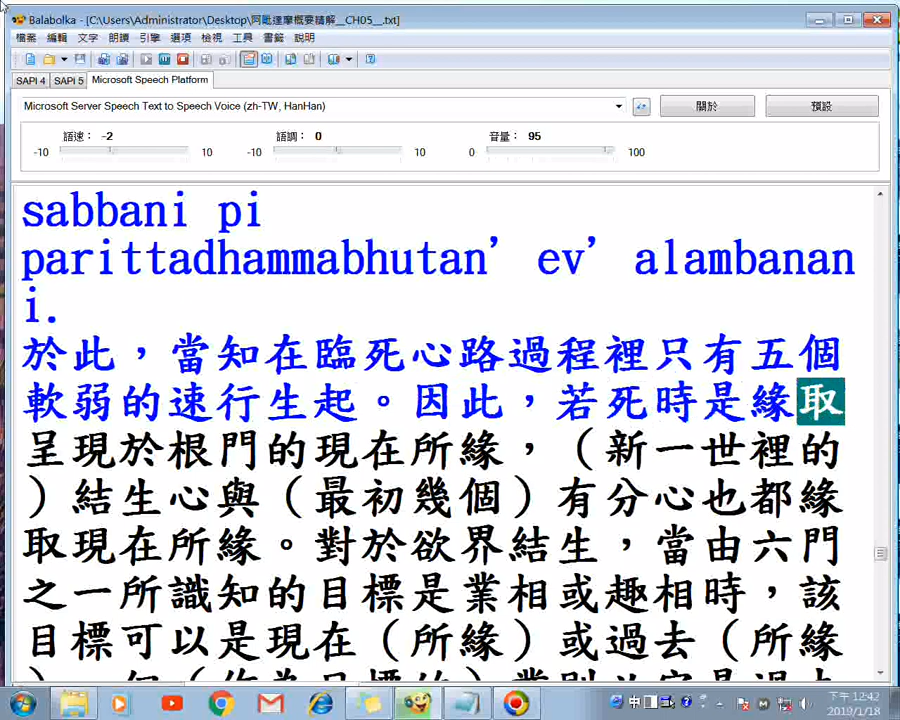 Balabolka - [C:\Users\Administrator\Desktop\阿毗達摩概要精解__CH05__.txt]
檔案 編輯 文字 朗讀 引擎 選項 檢視 工具 書籤 說明
SAPI 4 SAPI 5 Microsoft Speech Platform
Microsoft Server Speech Text to Speech Voice (zh-TW, HanHan) 關於 預設
語速: -2 語調: 0 音量: 95
-10 10 -10 10 0 100
sabbani pi
parittadhammabhutan' ev' alambanan
i.
於此，當知在臨死心路過程裡只有五個
軟弱的速行生起。因此，若死時是緣取
呈現於根門的現在所緣，（新一世裡的
）結生心與（最初幾個）有分心也都緣
取現在所緣。對於欲界結生，當由六門
之一所識知的目標是業相或趣相時，該
目標可以是現在（所緣）或過去（所緣
下午 12:42
2019/1/18